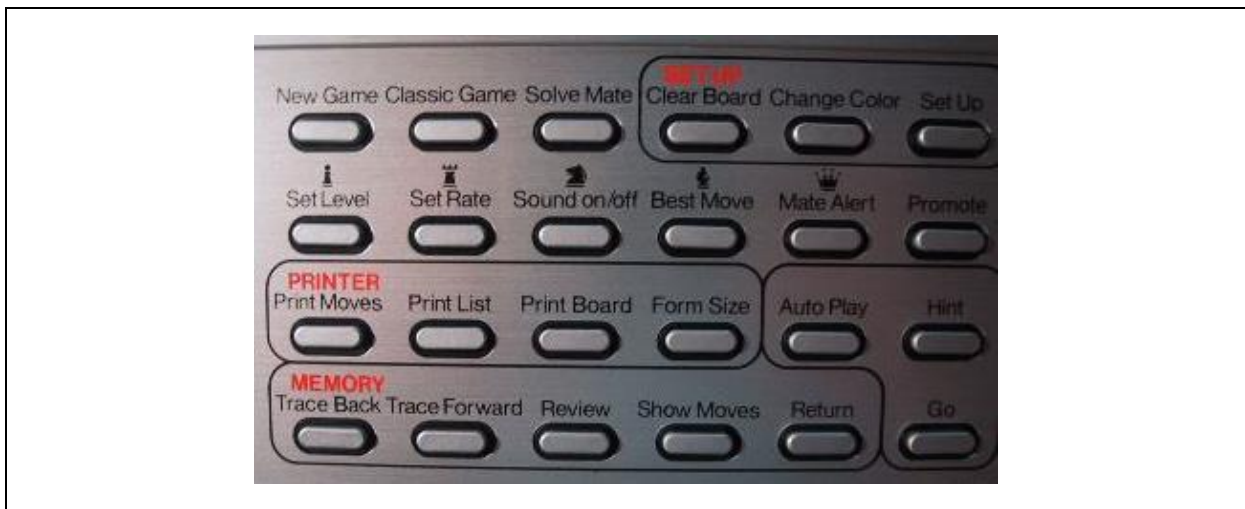 SET UP
New Game Classic Game Solve Mate Clear Board Change Color Set Up
Set Level Set Rate Sound on/off Best Move Mate Alert Promote
PRINTER
Print Moves Print List Print Board Form Size Auto Play Hint
MEMORY
Trace Back Trace Forward Review Show Moves Return Go